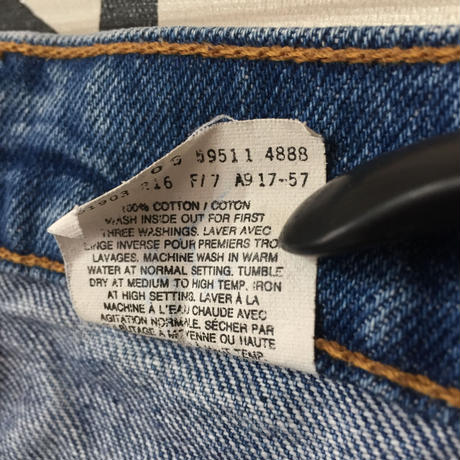 59511 4888
216 F/7 A917-57
100% COTTON / COTON
WASH INSIDE OUT FOR FIRST
THREE WASHINGS. LAVER AVEC
LINGE INVERSE POUR PREMIERS TROI
LAVAGES. MACHINE WASH IN WARM
WATER AT NORMAL SETTING. TUMBLE
DRY AT MEDIUM TO HIGH TEMP. IRON
AT HIGH SETTING. LAVER À LA
MACHINE À L'EAU CHAUDE AVEC
AGITATION NORMALE. SÉCHER PAR
MOYENNE OU HAUTE
TEMP.